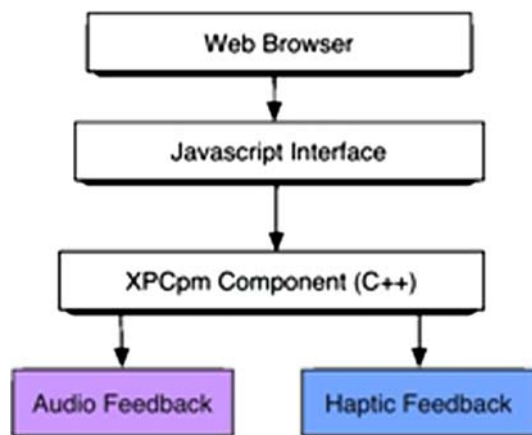 Web Browser
Javascript Interface
XPCpm Component (C++)
Audio Feedback
Haptic Feedback